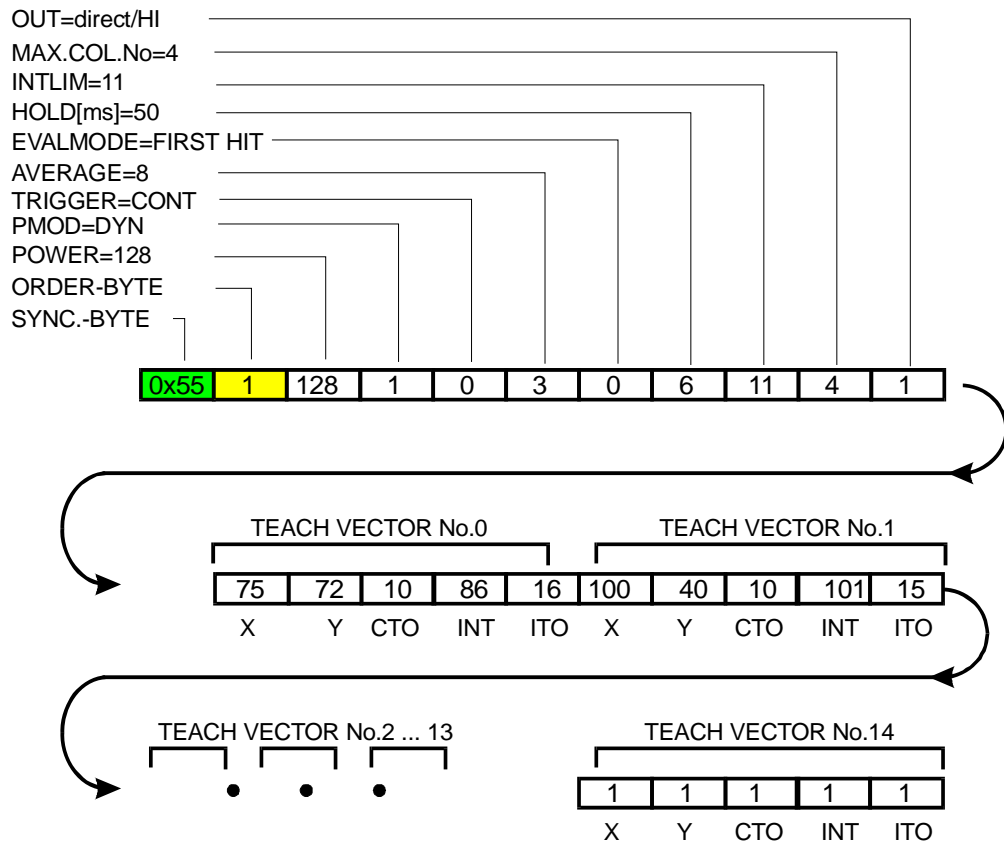 OUT=direct/HI
MAX.COL.No=4
INTLIM=11
HOLD[ms]=50
EVALMODE=FIRST HIT
AVERAGE=8
TRIGGER=CONT
PMOD=DYN
POWER=128
ORDER-BYTE
SYNC.-BYTE
0x55 1 128 1 0 3 0 6 11 4 1
TEACH VECTOR No.0 TEACH VECTOR No.1
75 72 10 86 16 100 40 10 101 15
X Y CTO INT ITO X Y CTO INT ITO
TEACH VECTOR No.2 ... 13 TEACH VECTOR No.14
1 1 1 1 1
X Y CTO INT ITO